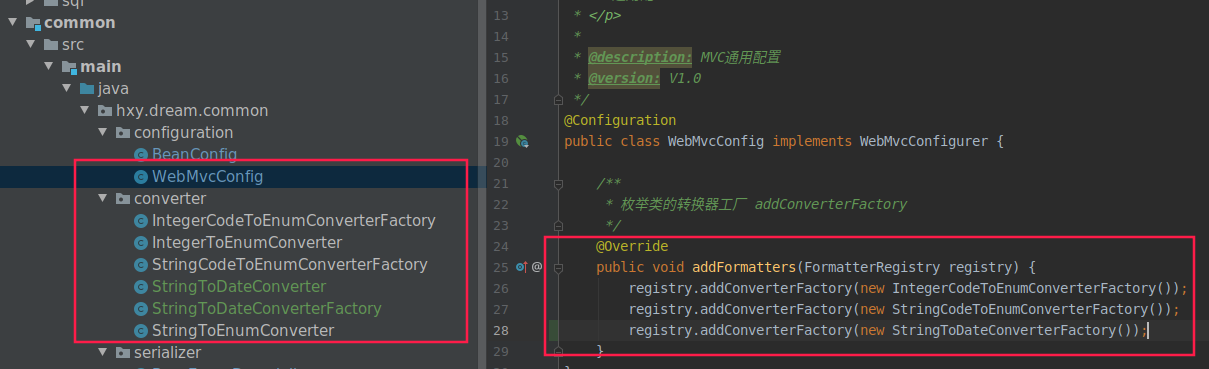 sql
common
src
main
java
hxy.dream.common
configuration
BeanConfig
WebMvcConfig
converter
IntegerCodeToEnumConverterFactory
IntegerToEnumConverter
StringCodeToEnumConverterFactory
StringToDateConverter
StringToDateConverterFactory
StringToEnumConverter
serializer
13 * </p>
14 *
15 * @description: MVC通用配置
16 * @version: V1.0
17 */
18 @Configuration
19 public class WebMvcConfig implements WebMvcConfigurer {
20
21 /**
22 * 枚举类的转换器工厂 addConverterFactory
23 */
24 @Override
25 @ public void addFormatters(FormatterRegistry registry) {
26 registry.addConverterFactory(new IntegerCodeToEnumConverterFactory());
27 registry.addConverterFactory(new StringCodeToEnumConverterFactory());
28 registry.addConverterFactory(new StringToDateConverterFactory());
29 }